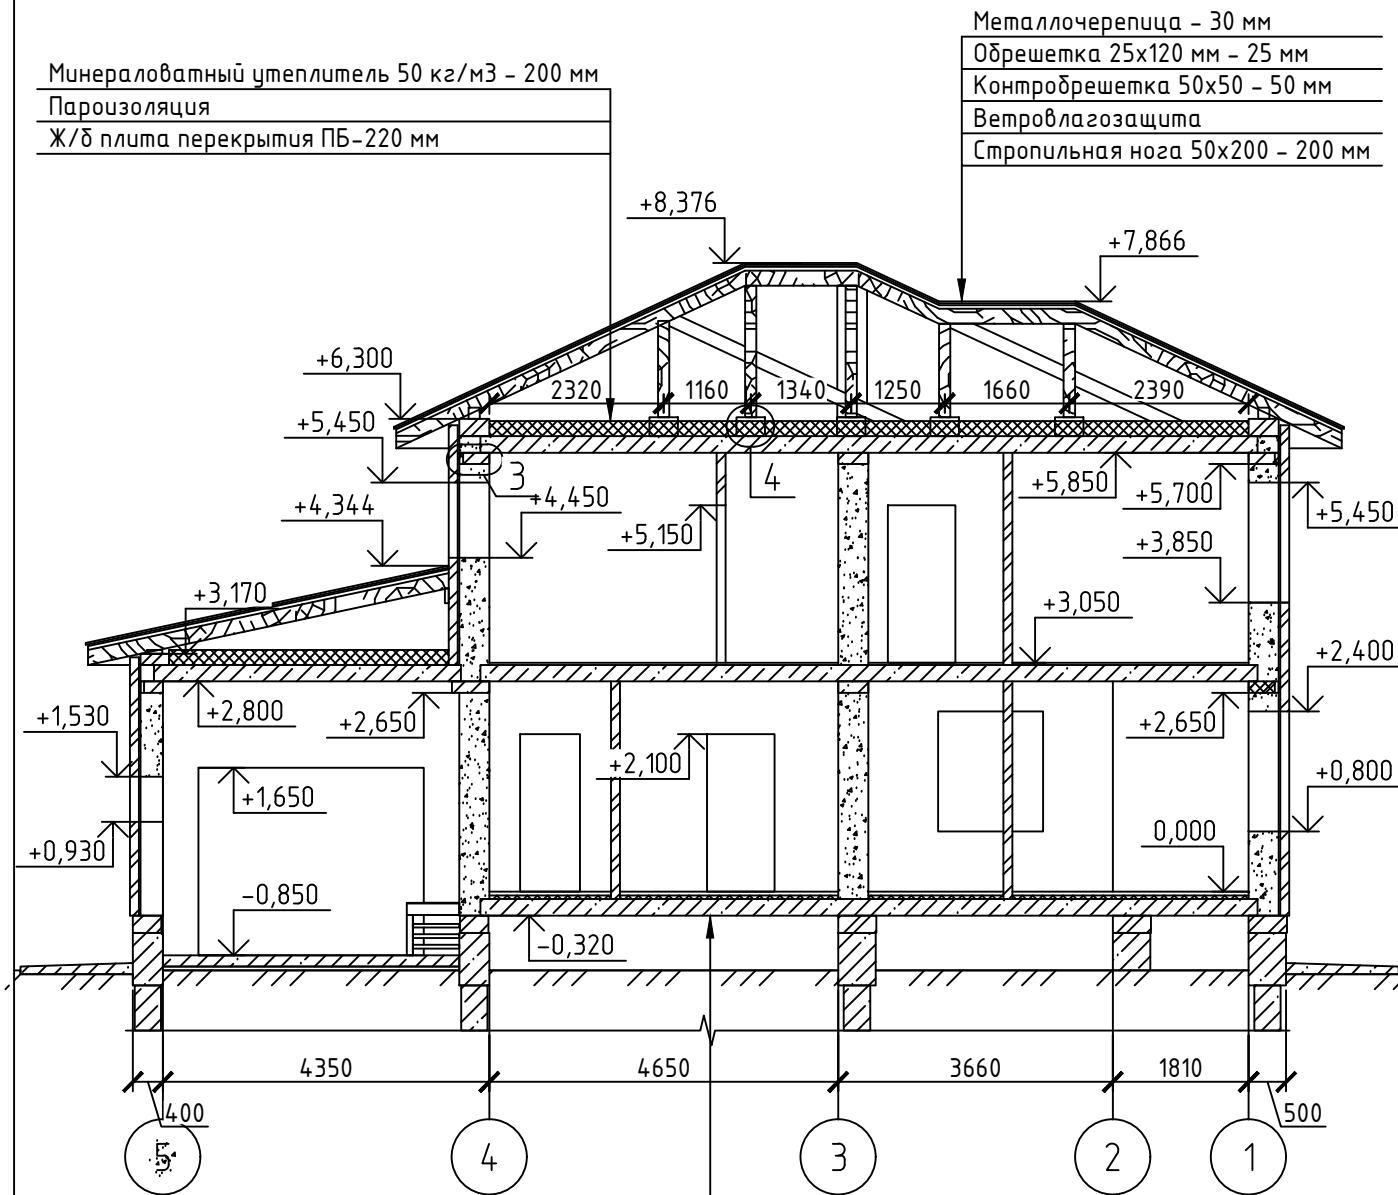 Металлочерепица - 30 мм
Обрешетка 25х120 мм - 25 мм
Контробрешетка 50х50 - 50 мм
Ветровлагозащита
Стропильная нога 50х200 - 200 мм
Минераловатный утеплитель 50 кг/м3 - 200 мм
Пароизоляция
Ж/б плита перекрытия ПБ-220 мм
+8,376
+7,866
+6,300
2320 1160 1340 1250 1660 2390
+5,450
3
4
+4,450
+5,150
+5,850
+5,700
+5,450
+4,344
+3,850
+3,170
+3,050
+2,400
+2,800
+2,650
+2,650
+1,530
+2,100
+1,650
+0,800
+0,930
0,000
-0,850
-0,320
4350 4650 3660 1810
400
500
5 4 3 2 1